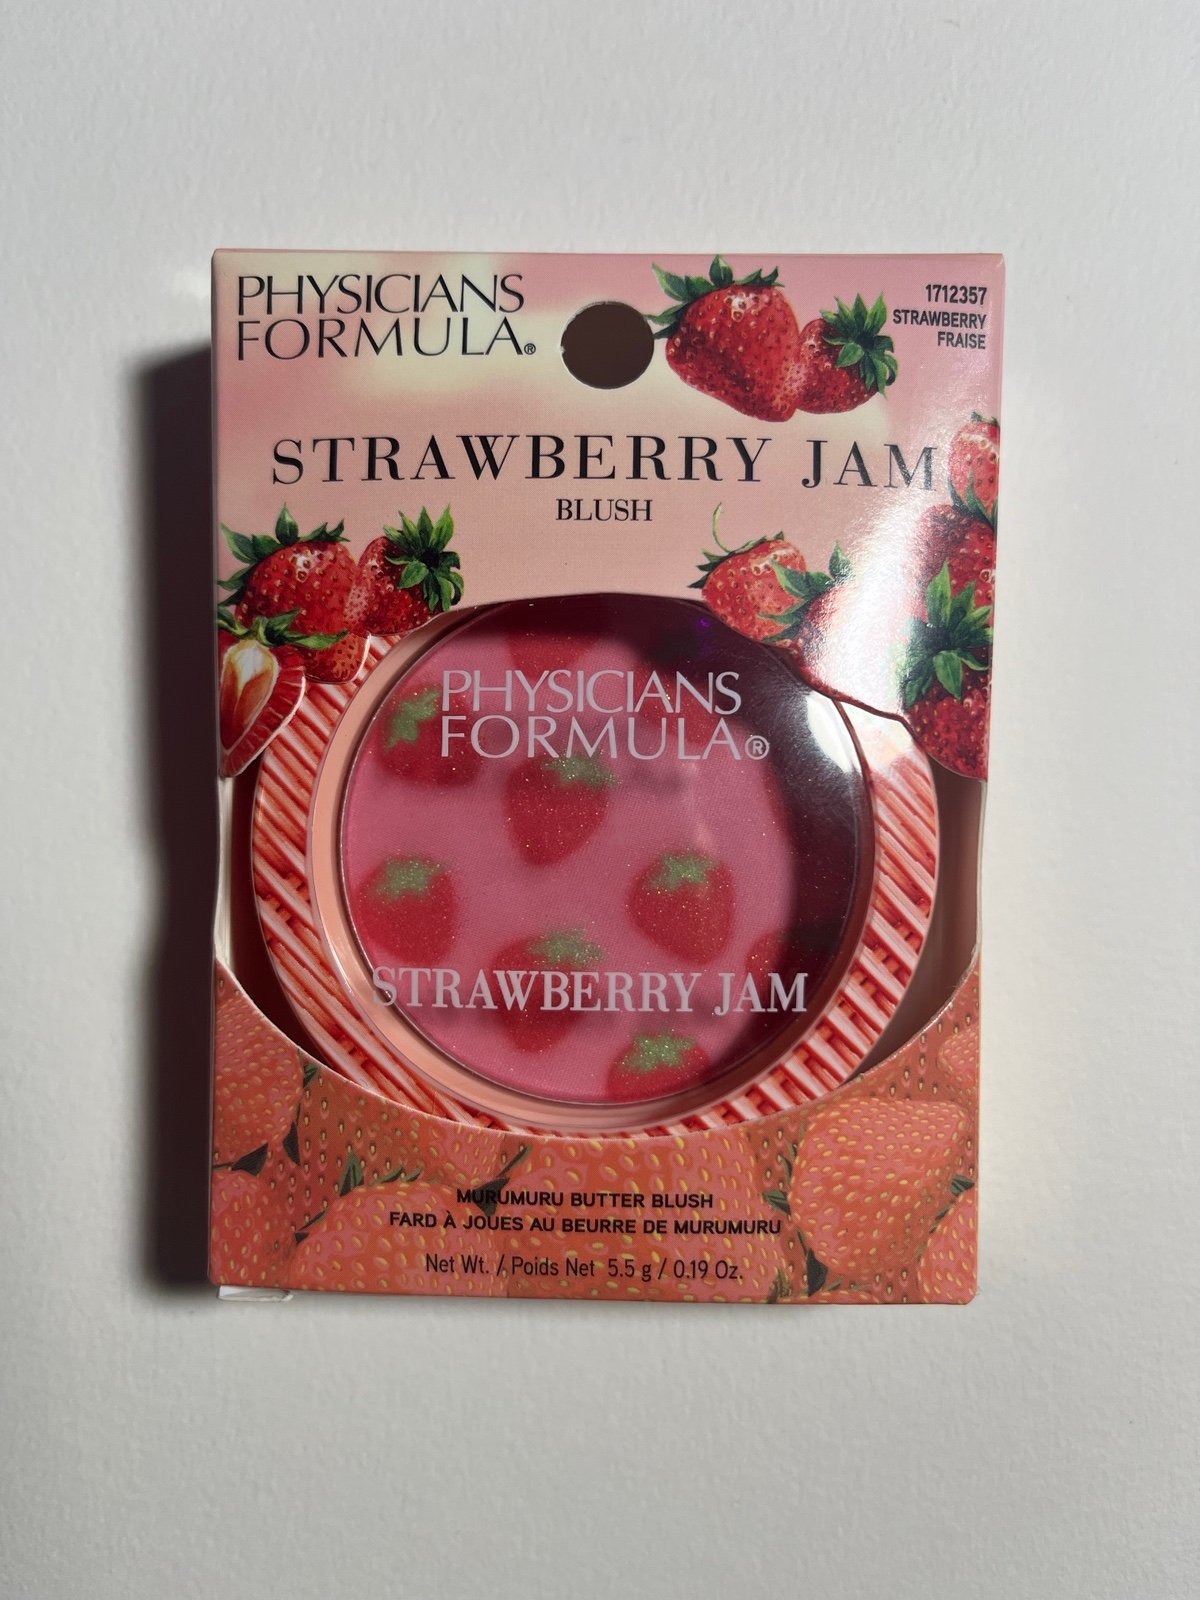 PHYSICIANS
FORMULA®
1712357
STRAWBERRY
FRAISE
STRAWBERRY JAM
BLUSH
PHYSICIANS
FORMULA®
STRAWBERRY JAM
MURUMURU BUTTER BLUSH
FARD À JOUES AU BEURRE DE MURUMURU
Net Wt. / Poids Net 5.5 g / 0.19 Oz.